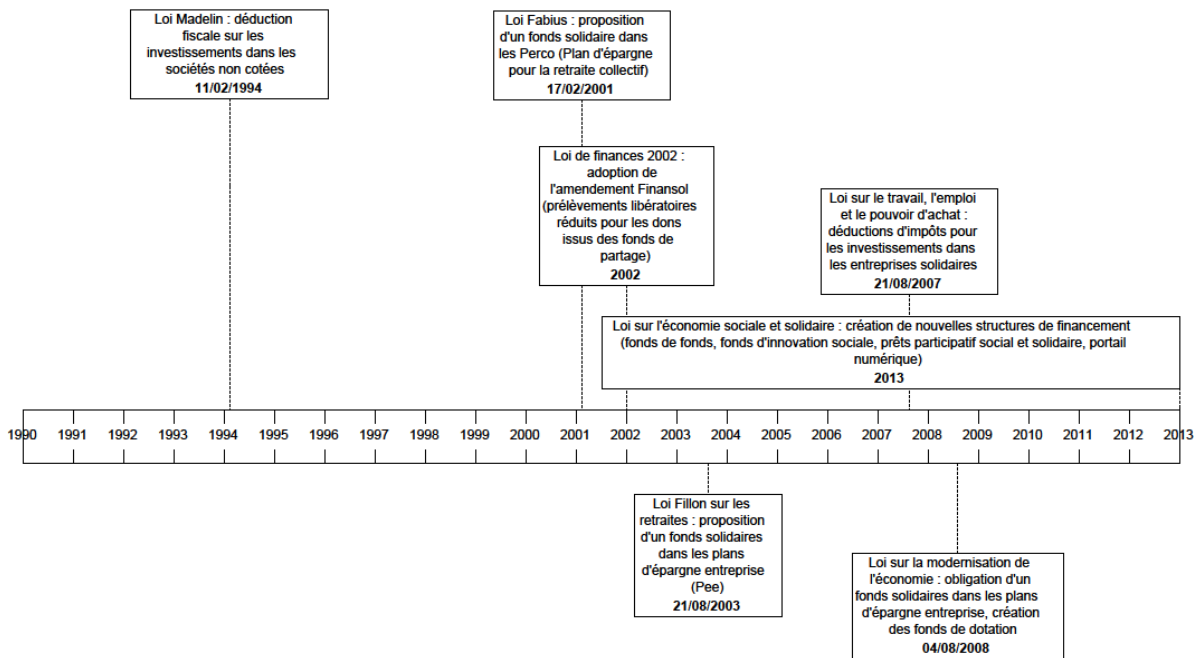 Loi Madelin : déduction
fiscale sur les
investissements dans les
sociétés non cotées
11/02/1994
Loi Fabius : proposition
d'un fonds solidaire dans
les Perco (Plan d'épargne
pour la retraite collectif)
17/02/2001
Loi de finances 2002 :
adoption de
l'amendement Finansol
(prélèvements libératoires
réduits pour les dons
issus des fonds de
partage)
2002
Loi sur le travail, l'emploi
et le pouvoir d'achat :
déductions d'impôts pour
les investissements dans
les entreprises solidaires
21/08/2007
Loi sur l'économie sociale et solidaire : création de nouvelles structures de financement
(fonds de fonds, fonds d'innovation sociale, prêts participatif social et solidaire, portail
numérique)
2013
1990 1991 1992 1993 1994 1995 1996 1997 1998 1999 2000 2001 2002 2003 2004 2005 2006 2007 2008 2009 2010 2011 2012 2013
Loi Fillon sur les
retraites : proposition
d'un fonds solidaires
dans les plans
d'épargne entreprise
(Pee)
21/08/2003
Loi sur la modernisation de
l'économie : obligation d'un
fonds solidaires dans les plans
d'épargne entreprise, création
des fonds de dotation
04/08/2008